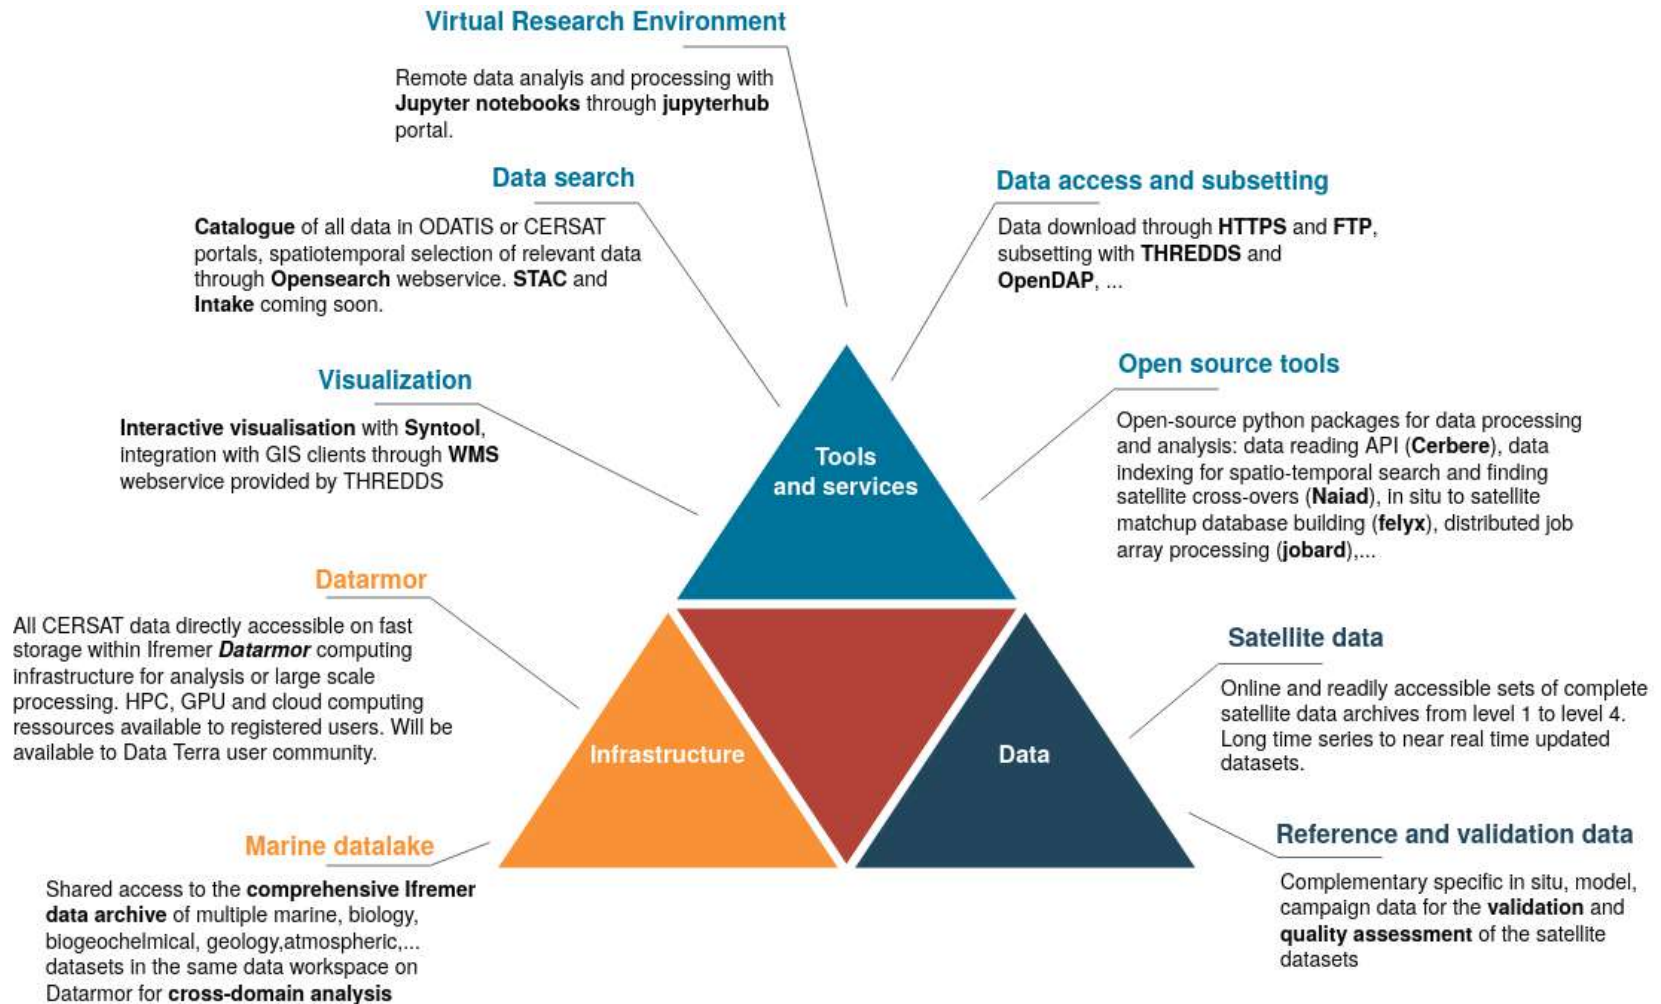 Virtual Research Environment
Remote data analyis and processing with
Jupyter notebooks through jupyterhub
portal.
Data search
Catalogue of all data in ODATIS or CERSAT
portals, spatiotemporal selection of relevant data
through Opensearch webservice. STAC and
Intake coming soon.
Data access and subsetting
Data download through HTTPS and FTP,
subsetting with THREDDS and
OpenDAP, ...
Visualization
Interactive visualisation with Syntool,
integration with GIS clients through WMS
webservice provided by THREDDS
Open source tools
Open-source python packages for data processing
and analysis: data reading API (Cerbere), data
indexing for spatio-temporal search and finding
satellite cross-overs (Naiad), in situ to satellite
matchup database building (felyx), distributed job
array processing (jobard),...
Tools
and services
Datarmor
All CERSAT data directly accessible on fast
storage within Ifremer Datarmor computing
infrastructure for analysis or large scale
processing. HPC, GPU and cloud computing
ressources available to registered users. Will be
available to Data Terra user community.
Satellite data
Online and readily accessible sets of complete
satellite data archives from level 1 to level 4.
Long time series to near real time updated
datasets.
Infrastructure
Data
Marine datalake
Shared access to the comprehensive Ifremer
data archive of multiple marine, biology,
biogeochelmical, geology,atmospheric,...
datasets in the same data workspace on
Datarmor for cross-domain analysis
Reference and validation data
Complementary specific in situ, model,
campaign data for the validation and
quality assessment of the satellite
datasets